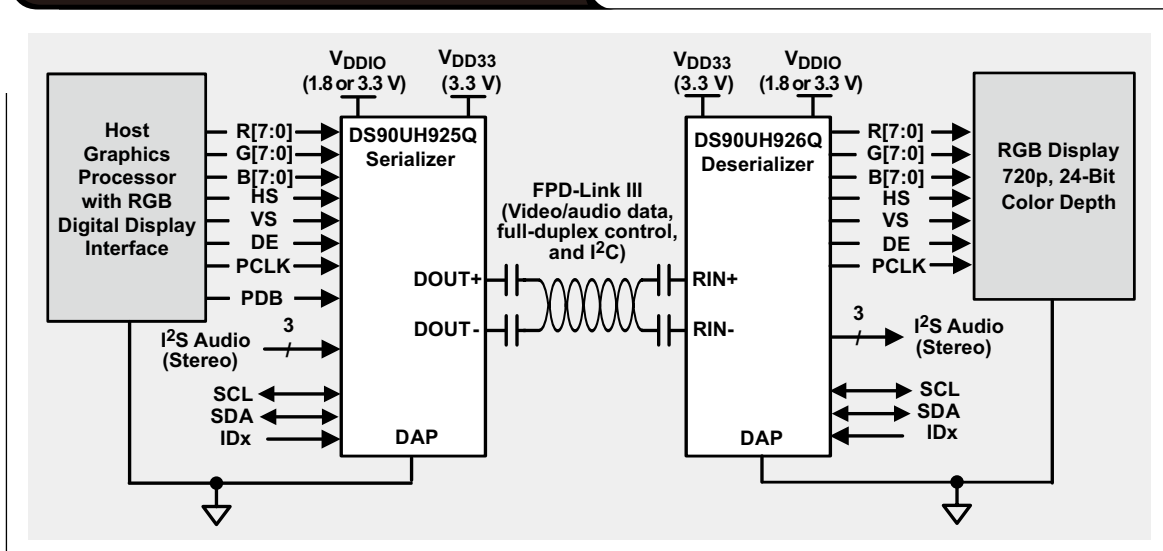 VDDIO
(1.8 or 3.3 V)
VDD33
(3.3 V)
VDD33
(3.3 V)
VDDIO
(1.8 or 3.3 V)
Host
Graphics
Processor
with RGB
Digital Display
Interface
R[7:0]
G[7:0]
B[7:0]
HS
VS
DE
PCLK
PDB
3
I²S Audio
(Stereo)
SCL
SDA
IDx
DS90UH925Q
Serializer
DOUT+
DOUT-
DAP
FPD-Link III
(Video/audio data,
full-duplex control,
and I²C)
DS90UH926Q
Deserializer
RIN+
RIN-
DAP
R[7:0]
G[7:0]
B[7:0]
HS
VS
DE
PCLK
3
I²S Audio
(Stereo)
SCL
SDA
IDx
RGB Display
720p, 24-Bit
Color Depth